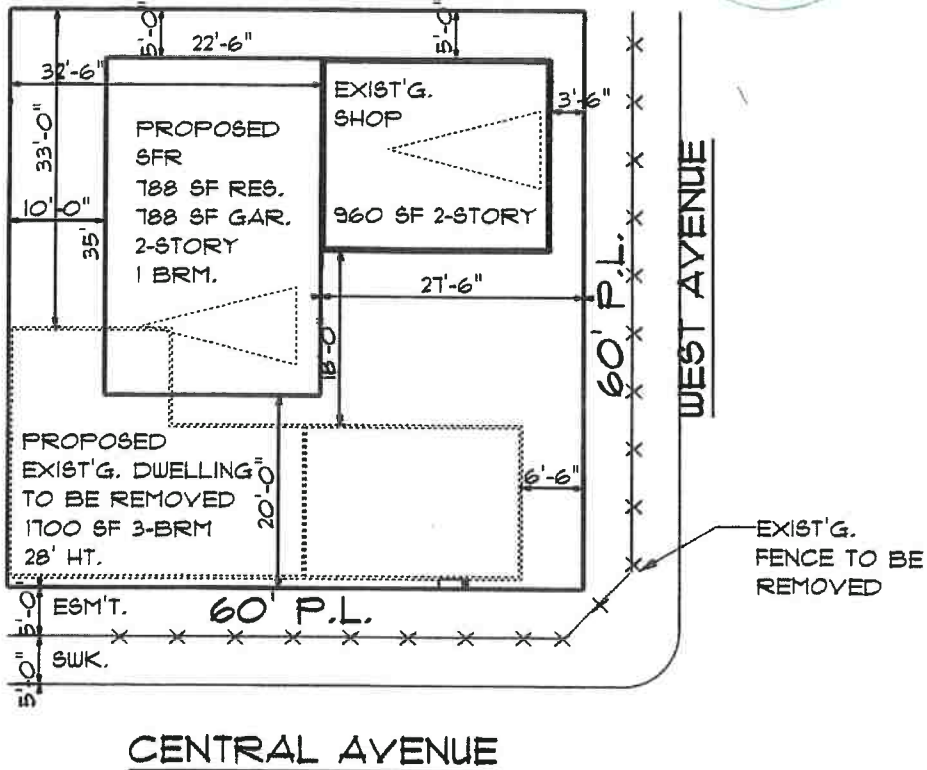 5'-0"
22'-6"
5'-0"
32'-6"
EXIST'G.
SHOP
3'-6"
33'-0"
PROPOSED
SFR
788 SF RES.
788 SF GAR.
2-STORY
1 BRM.
960 SF 2-STORY
10'-0"
35'
27'-6"
18'-0"
60' P.L.
WEST AVENUE
PROPOSED
EXIST'G. DWELLING
TO BE REMOVED
1700 SF 3-BRM
28' HT.
20'-0"
6'-6"
EXIST'G.
FENCE TO BE
REMOVED
5'-0"
ESM'T.
60' P.L.
5'-0"
SWK.
CENTRAL AVENUE